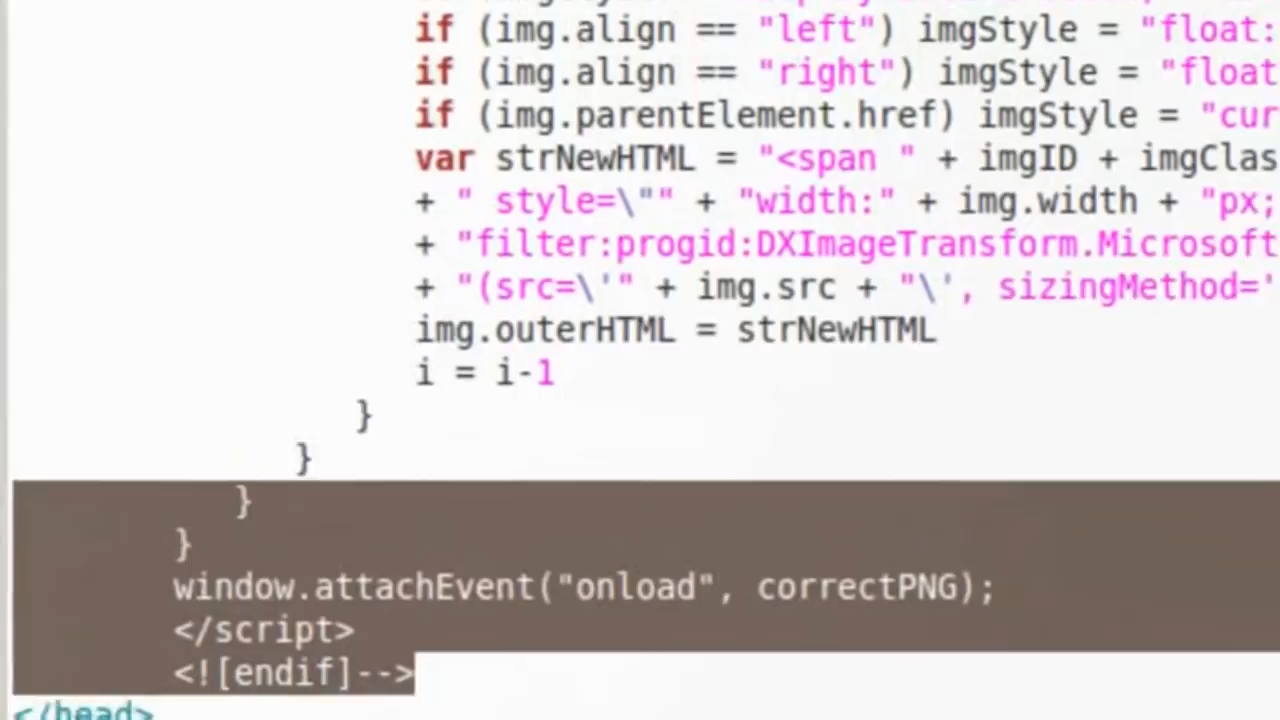 if (img.align == "left") imgStyle = "float:
if (img.align == "right") imgStyle = "float
if (img.parentElement.href) imgStyle = "cur
var strNewHTML = "<span " + imgID + imgClas
+ " style=\"" + "width:" + img.width + "px;
+ "filter:progid:DXImageTransform.Microsoft
+ "(src=\'" + img.src + "\', sizingMethod='
img.outerHTML = strNewHTML
i = i-1
}
}
}
}
window.attachEvent("onload", correctPNG);
</script>
<![endif]-->
</head>